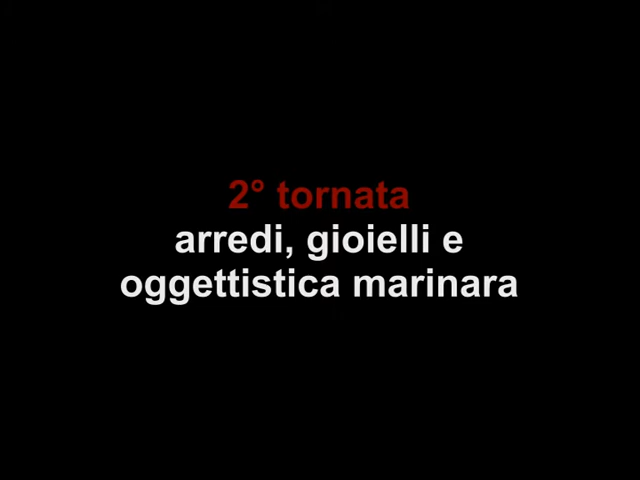 2° tornata
arredi, gioielli e
oggettistica marinara